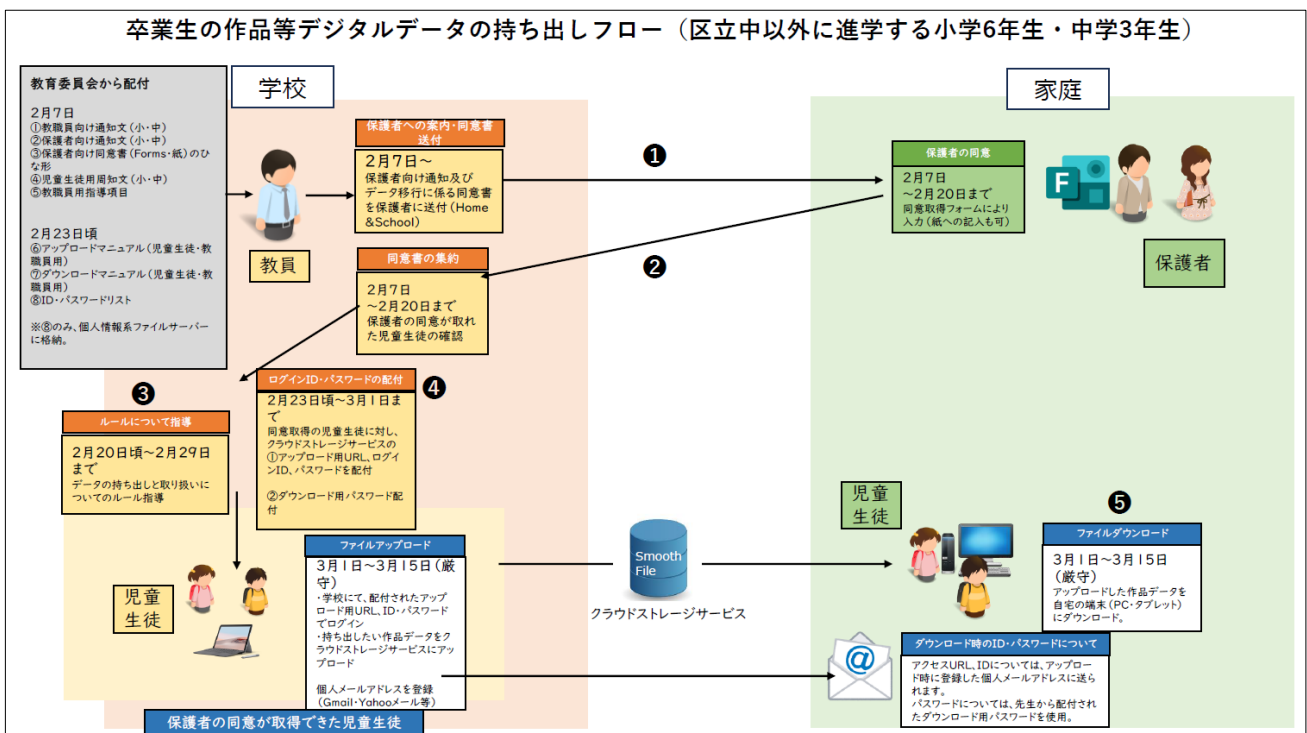 卒業生の作品等デジタルデータの持ち出しフロー（区立中以外に進学する小学6年生・中学3年生）
教育委員会から配付
2月7日
①教職員向け通知文（小・中）
②保護者向け通知文（小・中）
③保護者向け同意書（Forms・紙）のひ
な形
④児童生徒用周知文（小・中）
⑤教職員用指導項目
2月23日頃
⑥アップロードマニュアル（児童生徒・教
職員用）
⑦ダウンロードマニュアル（児童生徒・教
職員用）
⑧ID・パスワードリスト
※⑧のみ、個人情報系ファイルサーバー
に格納。
学校
教員
保護者への案内・同意書
送付
2月7日～
保護者向け通知及び
データ移行に係る同意書
を保護者に送付（Home
&School）
❶
家庭
保護者の同意
2月7日
～2月20日まで
同意取得フォームにより
入力（紙への記入も可）
F
保護者
❷
同意書の集約
2月7日
～2月20日まで
保護者の同意が取れ
た児童生徒の確認
❸
ルールについて指導
2月20日頃～2月29日
まで
データの持ち出しと取り扱いに
ついてのルール指導
❹
ログインID・パスワードの配付
2月23日頃～3月1日ま
で
同意取得の児童生徒に対し、
クラウドストレージサービスの
①アップロード用URL、ログイ
ンID、パスワードを配付
②ダウンロード用パスワード配
付
児童
生徒
ファイルアップロード
3月1日～3月15日（厳
守）
・学校にて、配付されたアップ
ロード用URL、ID・パスワード
でログイン
・持ち出したい作品データをク
ラウドストレージサービスにアッ
プロード
個人メールアドレスを登録
（Gmail・Yahooメール等）
保護者の同意が取得できた児童生徒
Smooth
File
クラウドストレージサービス
児童
生徒
❺
ファイルダウンロード
3月1日～3月15日
（厳守）
アップロードした作品データを
自宅の端末（PC・タブレット）
にダウンロード。
@
ダウンロード時のID・パスワードについて
アクセスURL、IDについては、アップロー
ド時に登録した個人メールアドレスに送ら
れます。
パスワードについては、先生から配付され
たダウンロード用パスワードを使用。